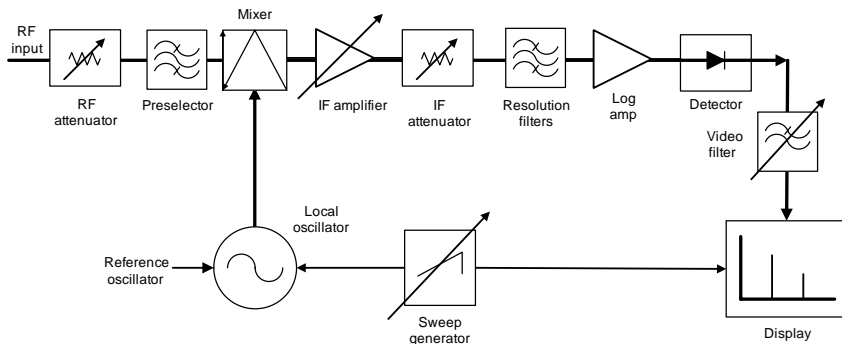 RF
input
RF
attenuator
Preselector
Mixer
IF amplifier
IF
attenuator
Resolution
filters
Log
amp
Detector
Video
filter
Local
oscillator
Reference
oscillator
Sweep
generator
Display